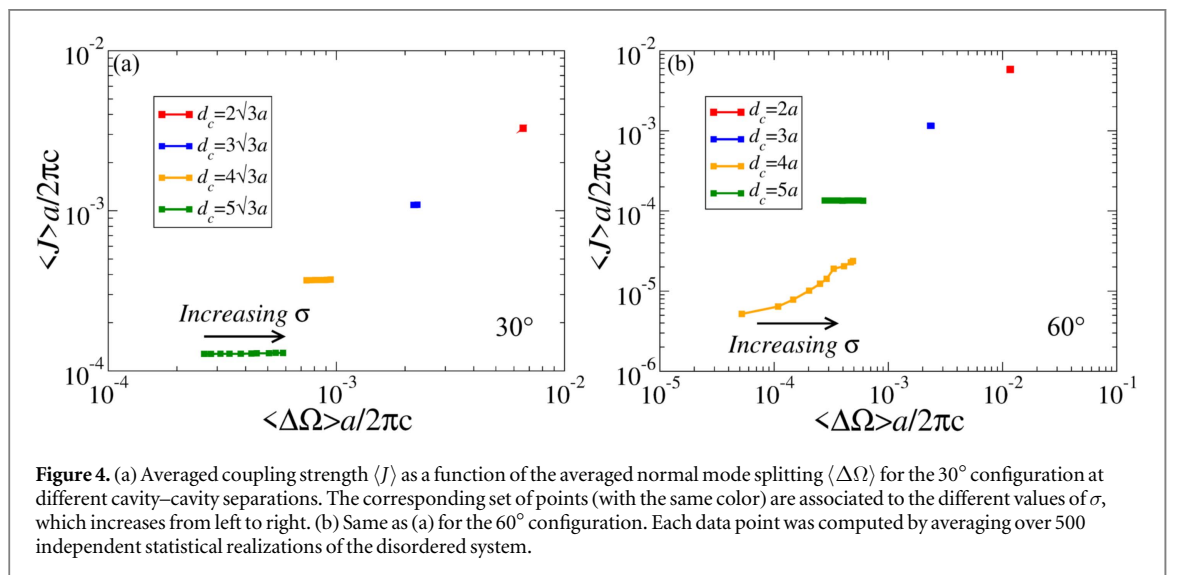 (a)
10⁻²
10⁻³
10⁻⁴
<J>a/2πc
d_c=2√3a
d_c=3√3a
d_c=4√3a
d_c=5√3a
Increasing σ
30°
10⁻⁴
10⁻³
10⁻²
<ΔΩ>a/2πc
(b)
10⁻²
10⁻³
10⁻⁴
10⁻⁵
10⁻⁶
<J>a/2πc
d_c=2a
d_c=3a
d_c=4a
d_c=5a
Increasing σ
60°
10⁻⁵
10⁻⁴
10⁻³
10⁻²
10⁻¹
<ΔΩ>a/2πc
Figure 4. (a) Averaged coupling strength ⟨J⟩ as a function of the averaged normal mode splitting ⟨ΔΩ⟩ for the 30° configuration at
different cavity–cavity separations. The corresponding set of points (with the same color) are associated to the different values of σ,
which increases from left to right. (b) Same as (a) for the 60° configuration. Each data point was computed by averaging over 500
independent statistical realizations of the disordered system.